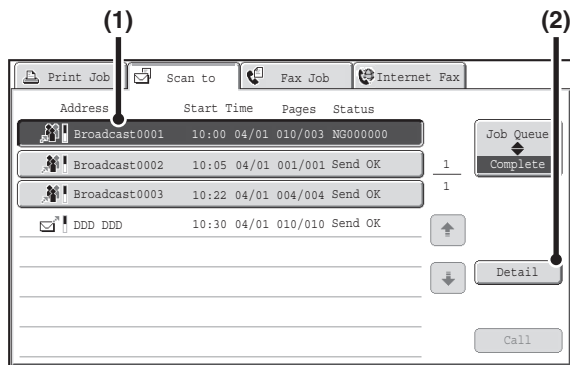 (1) (2)
Print Job Scan to Fax Job Internet Fax
Address Start Time Pages Status
Broadcast0001 10:00 04/01 010/003 NG000000
Job Queue
Complete
Broadcast0002 10:05 04/01 001/001 Send OK
1
1
Broadcast0003 10:22 04/01 004/004 Send OK
DDD DDD 10:30 04/01 010/010 Send OK
Detail
Call